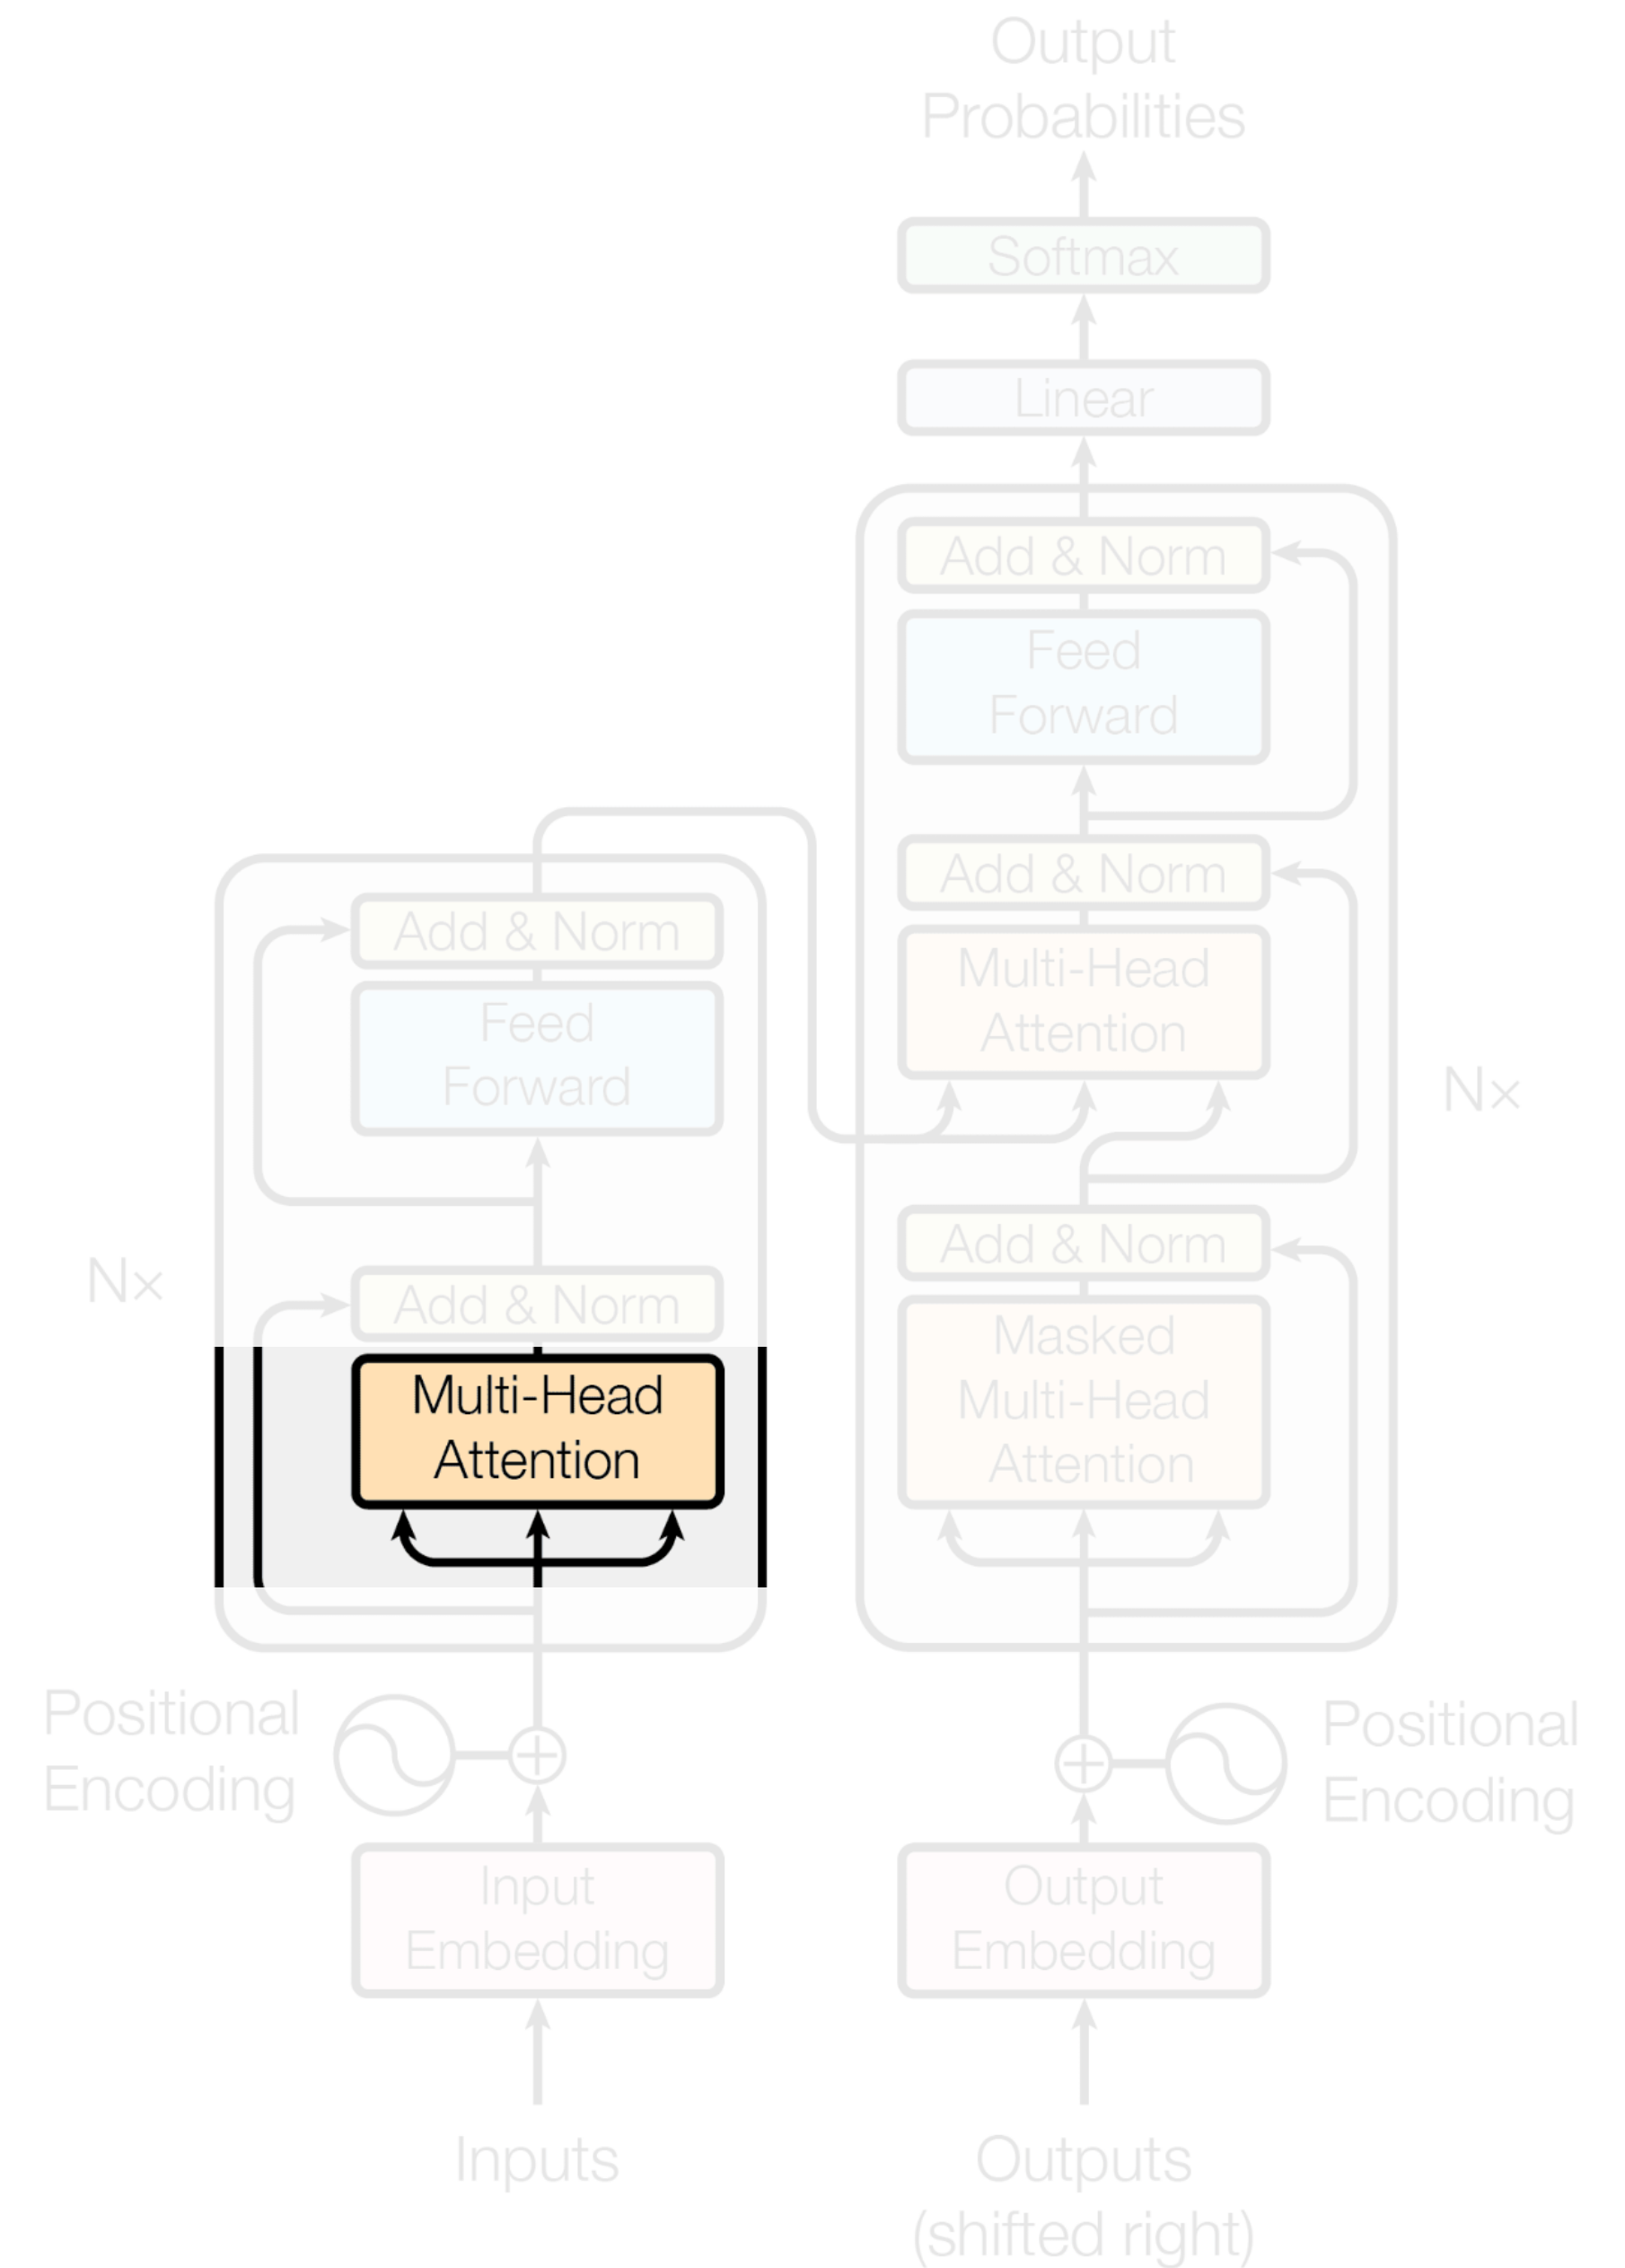 Output
Probabilities
Softmax
Linear
Add & Norm
Feed
Forward
Add & Norm
Multi-Head
Attention
Nx
Add & Norm
Masked
Multi-Head
Attention
Add & Norm
Feed
Forward
Nx
Add & Norm
Multi-Head
Attention
Positional
Encoding
Positional
Encoding
Input
Embedding
Output
Embedding
Inputs
Outputs
(shifted right)